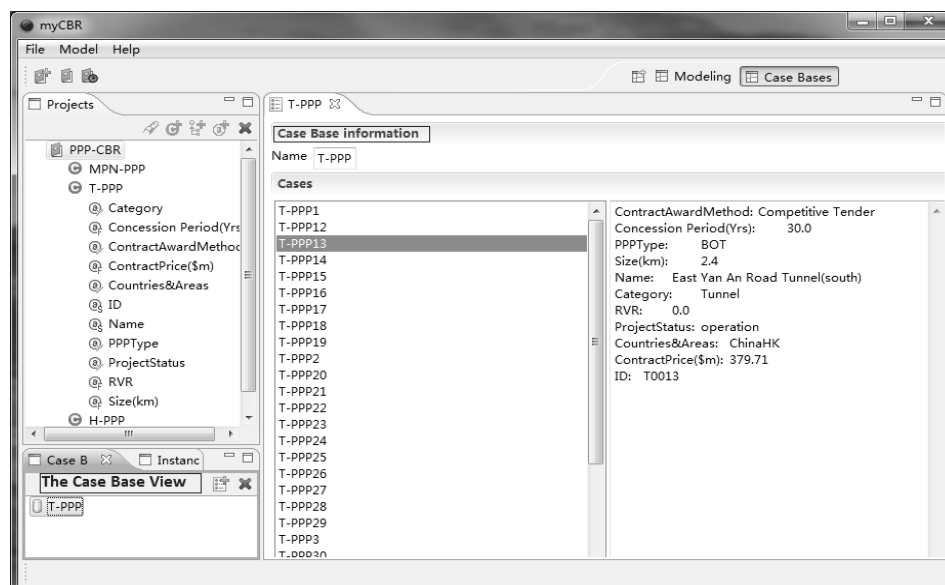 myCBR
File Model Help
Modeling Case Bases
Projects
PPP-CBR
MPN-PPP
T-PPP
Category
Concession Period(Yrs
ContractAwardMethod
ContractPrice($m)
Countries&Areas
ID
Name
PPPType
ProjectStatus
RVR
Size(km)
H-PPP
Case B Instanc
The Case Base View
T-PPP
T-PPP
Case Base information
Name T-PPP
Cases
T-PPP1
T-PPP12
T-PPP13
T-PPP14
T-PPP15
T-PPP16
T-PPP17
T-PPP18
T-PPP19
T-PPP2
T-PPP20
T-PPP21
T-PPP22
T-PPP23
T-PPP24
T-PPP25
T-PPP26
T-PPP27
T-PPP28
T-PPP29
T-PPP3
T-PPP30
ContractAwardMethod: Competitive Tender
Concession Period(Yrs): 30.0
PPPType: BOT
Size(km): 2.4
Name: East Yan An Road Tunnel(south)
Category: Tunnel
RVR: 0.0
ProjectStatus: operation
Countries&Areas: ChinaHK
ContractPrice($m): 379.71
ID: T0013